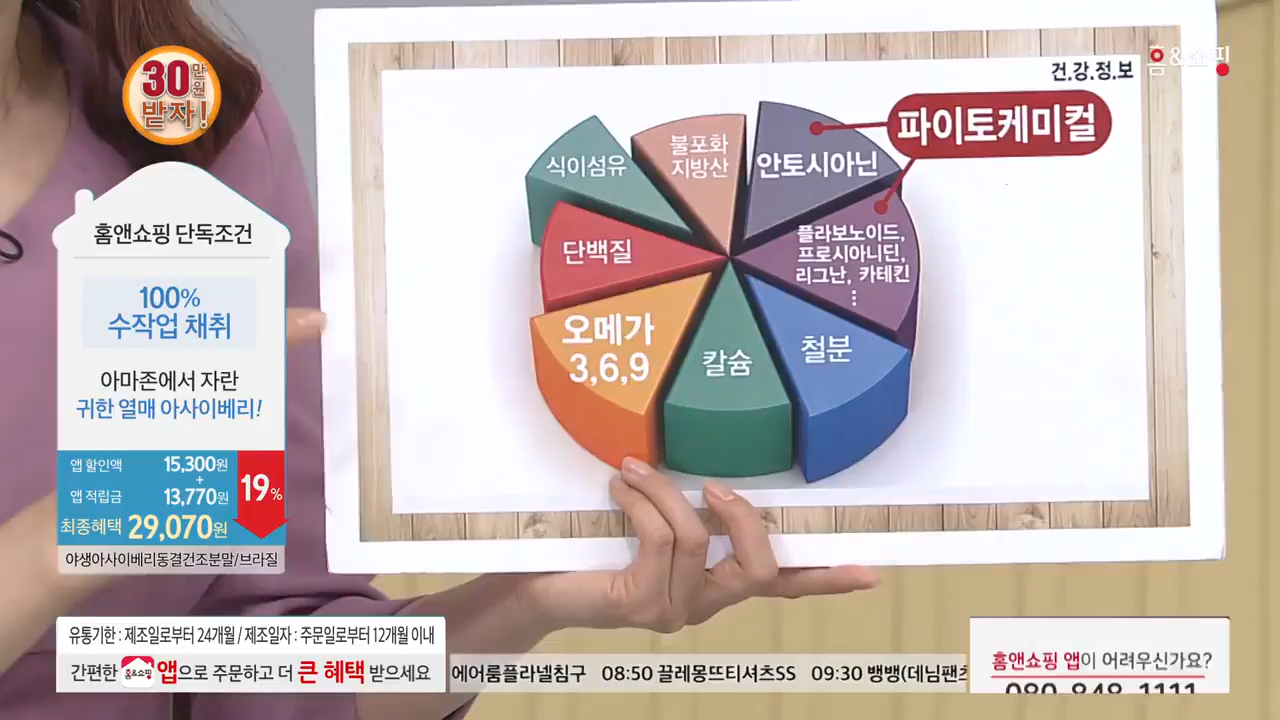 30만원
받자!
홈앤쇼핑 단독조건
100%
수작업 채취
아마존에서 자란
귀한 열매 아사이베리!
앱 할인액 15,300원
+
앱 적립금 13,770원
최종혜택 29,070원
19%
야생아사이베리동결건조분말/브라질
건.강.정.보
홈&쇼핑
파이토케미컬
식이섬유
불포화
지방산
안토시아닌
단백질
플라보노이드,
프로시아니딘,
리그난, 카테킨
⋮
오메가
3,6,9
칼슘
철분
유통기한 : 제조일로부터 24개월 / 제조일자 : 주문일로부터 12개월 이내
간편한 홈&쇼핑 앱으로 주문하고 더 큰 혜택 받으세요
에어룸플라넬침구 08:50 끌레몽뜨티셔츠SS 09:30 뱅뱅(데님팬츠
홈앤쇼핑 앱이 어려우신가요?
080-848-1111